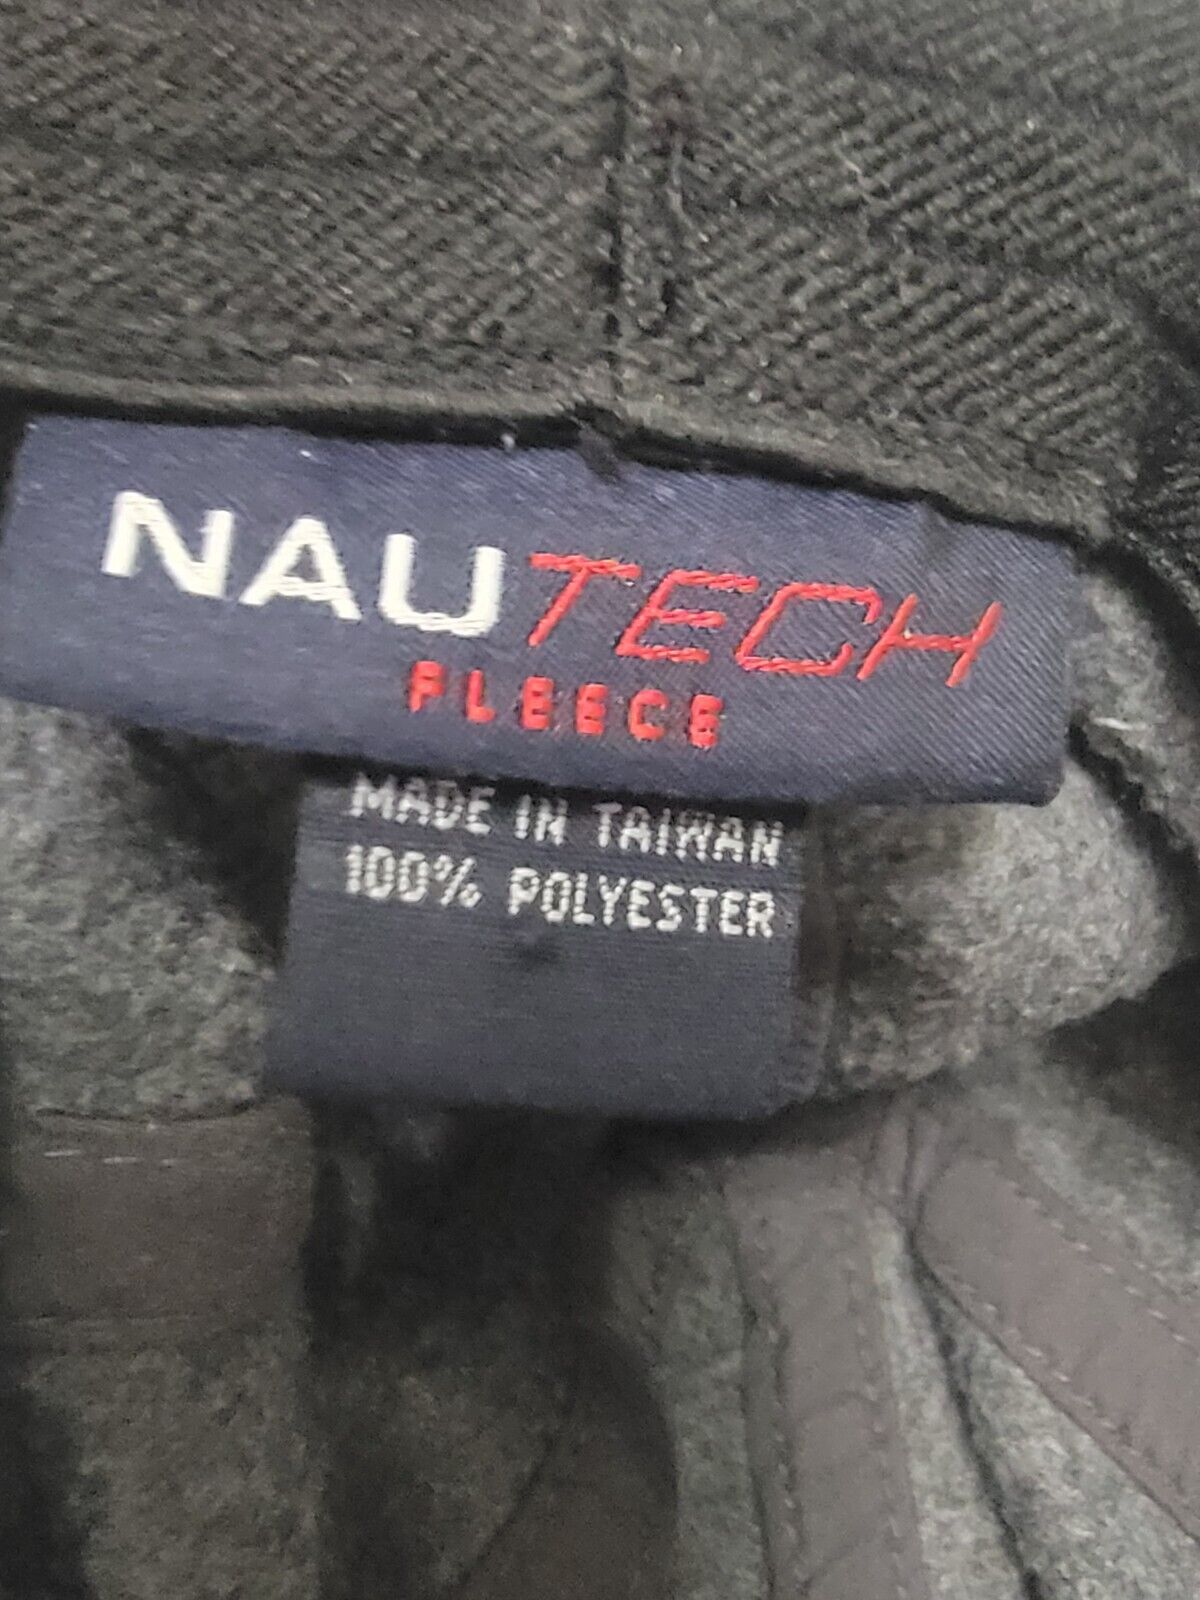 NAUTECH
FLEECE
MADE IN TAIWAN
100% POLYESTER